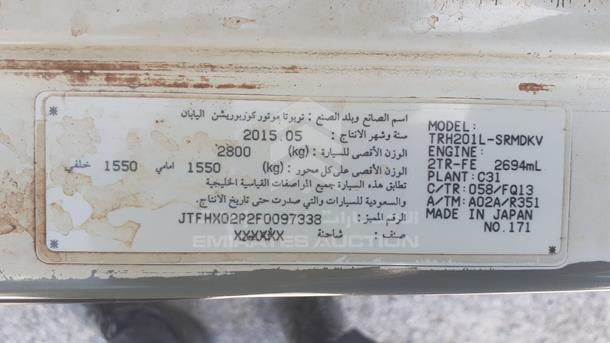 اسم الصانع وبلد الصنع : تويوتا موتور كوربوريشن اليابان
سنة وشهر الانتاج : 2015.05
الوزن الأقصى للسيارة : (kg) 2800
الوزن الأقصى على كل محور : (kg) 1550 امامي 1550 خلفي
تطابق هذه السيارة جميع المواصفات القياسية الخليجية
والسعودية للسيارات والتي صدرت حتى تاريخ الانتاج.
الرقم المميز : JTFHX02P2F0097338
صنف : شاحنة XXXXXX
MODEL:
TRH201L-SRMDKV
ENGINE:
2TR-FE 2694mL
PLANT: C31
C/TR: 058/FQ13
A/TM: A02A/R351
MADE IN JAPAN
NO.171
EMIRATES AUCTION